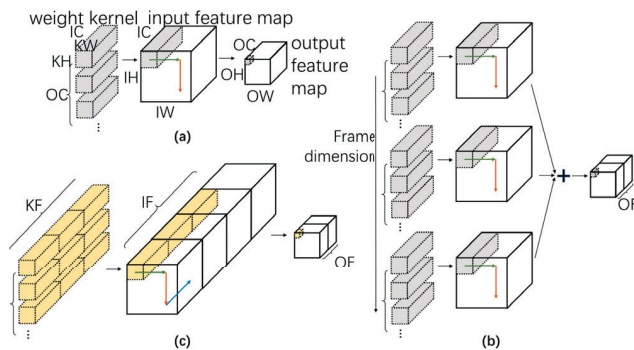 weight kernel input feature map
IC
KW
KH
OC
⋮
IC
IH
IW
OC
OH
OW
output
feature
map
(a)
Frame
dimension
⋮
⋮
⋮
+
OF
(b)
KF
IF
⋮
OF
(c)